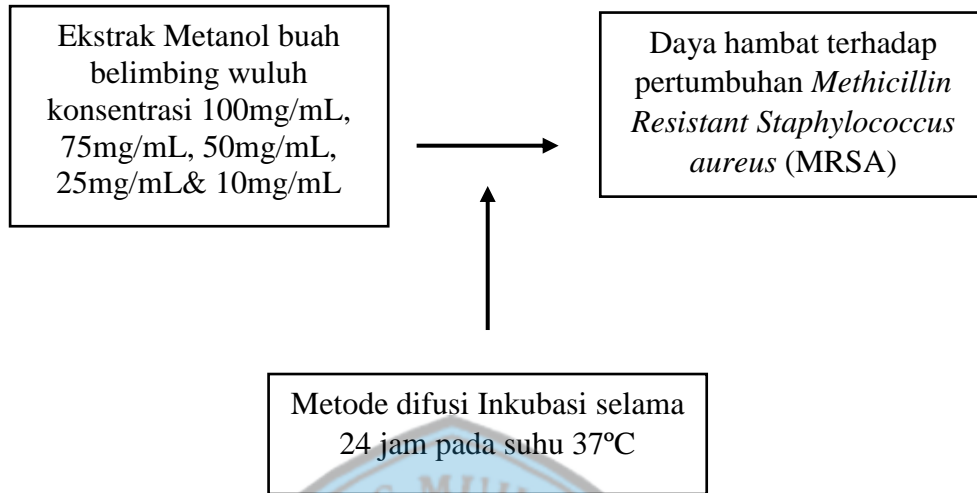 Ekstrak Metanol buah
belimbing wuluh
konsentrasi 100mg/mL,
75mg/mL, 50mg/mL,
25mg/mL& 10mg/mL
Daya hambat terhadap
pertumbuhan Methicillin
Resistant Staphylococcus
aureus (MRSA)
Metode difusi Inkubasi selama
24 jam pada suhu 37ºC